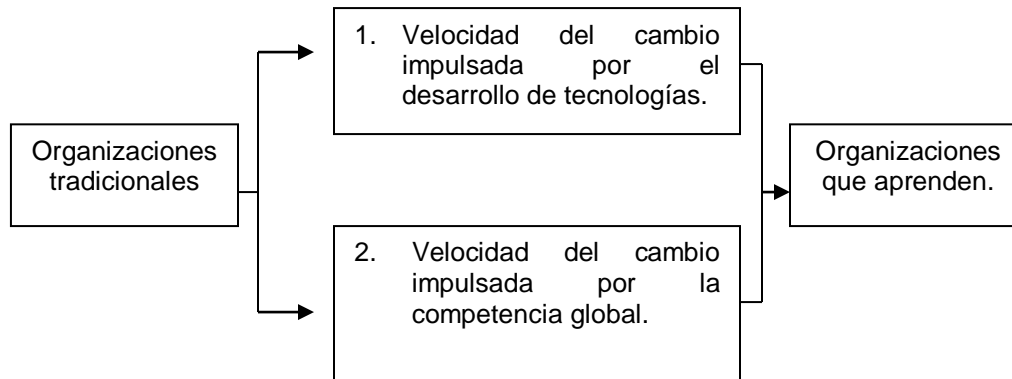 Organizaciones
tradicionales
1. Velocidad del cambio
impulsada por el
desarrollo de tecnologías.
2. Velocidad del cambio
impulsada por la
competencia global.
Organizaciones
que aprenden.